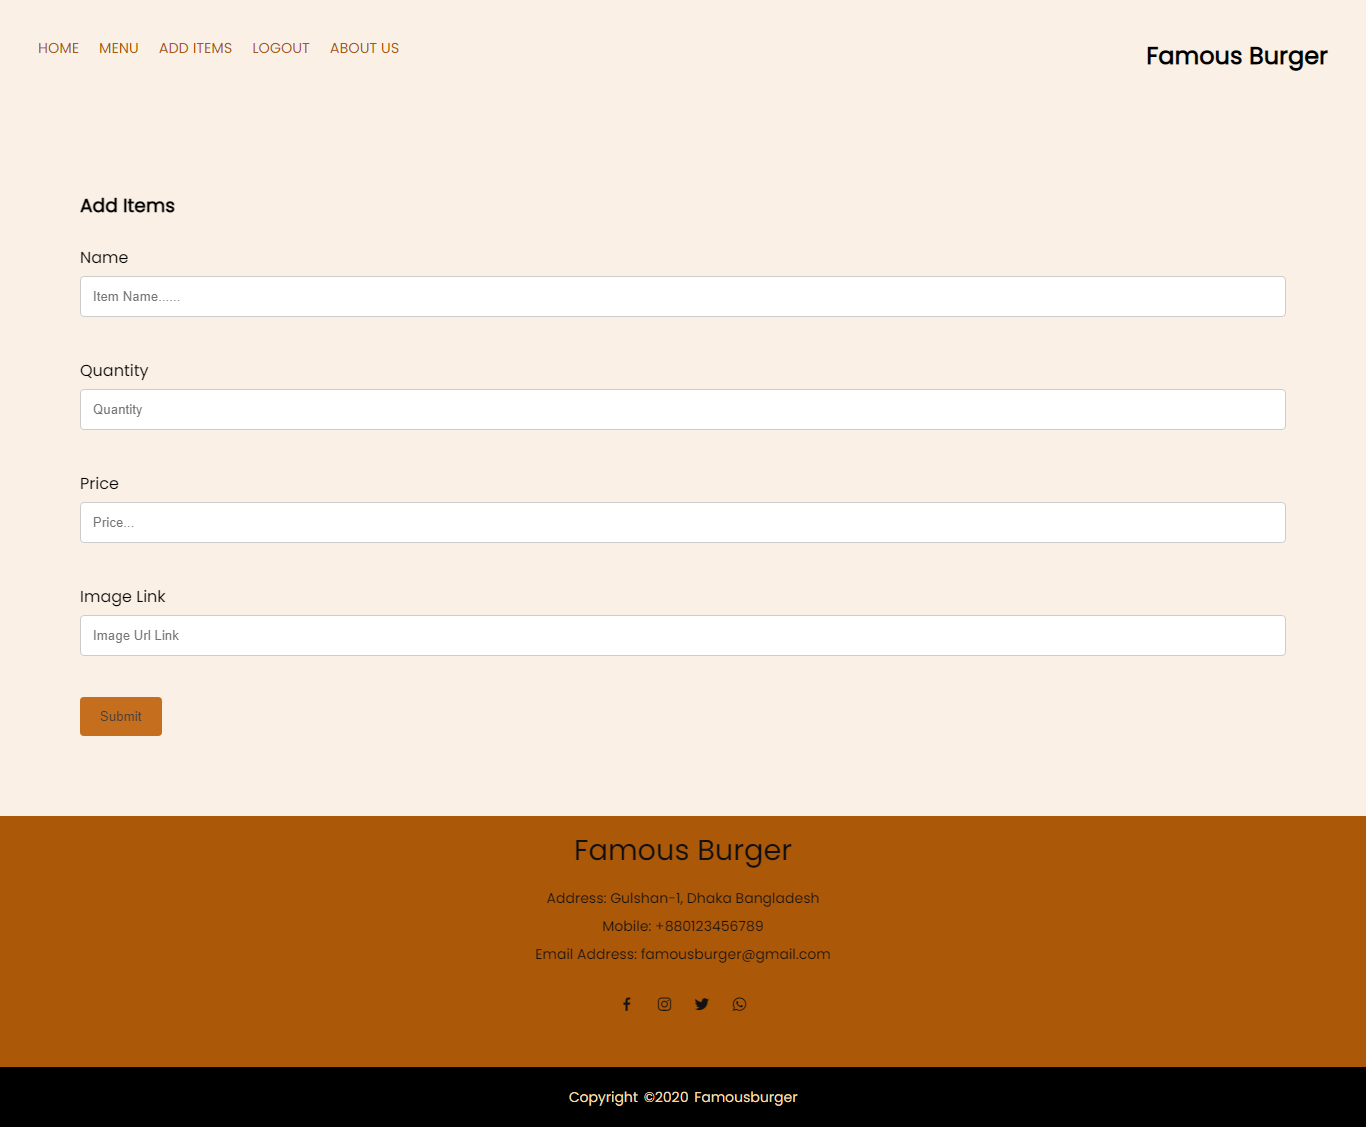 HOME MENU ADD ITEMS LOGOUT ABOUT US
Famous Burger
Add Items
Name
Item Name......
Quantity
Quantity
Price
Price...
Image Link
Image Url Link
Submit
Famous Burger
Address: Gulshan-1, Dhaka Bangladesh
Mobile: +880123456789
Email Address: famousburger@gmail.com
Copyright ©2020 Famousburger